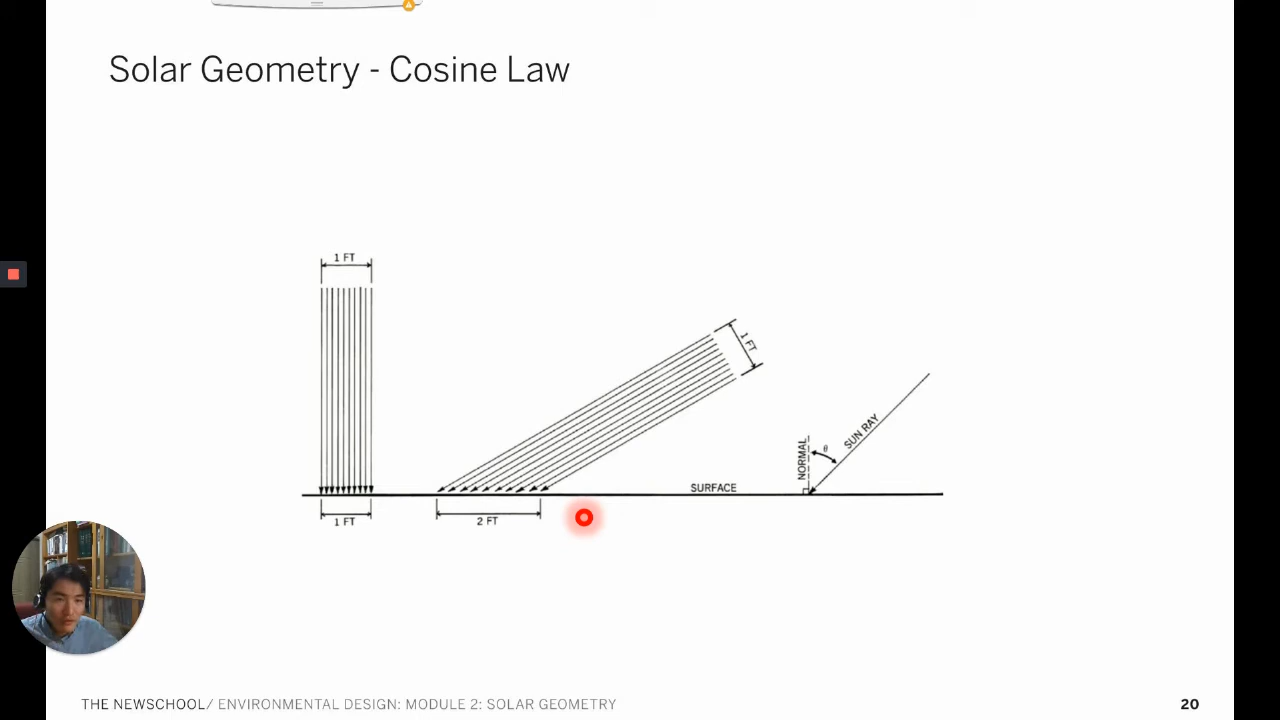 Solar Geometry - Cosine Law
1 FT
1 FT
NORMAL
θ
SUN RAY
SURFACE
1 FT
2 FT
THE NEWSCHOOL/ ENVIRONMENTAL DESIGN: MODULE 2: SOLAR GEOMETRY
20